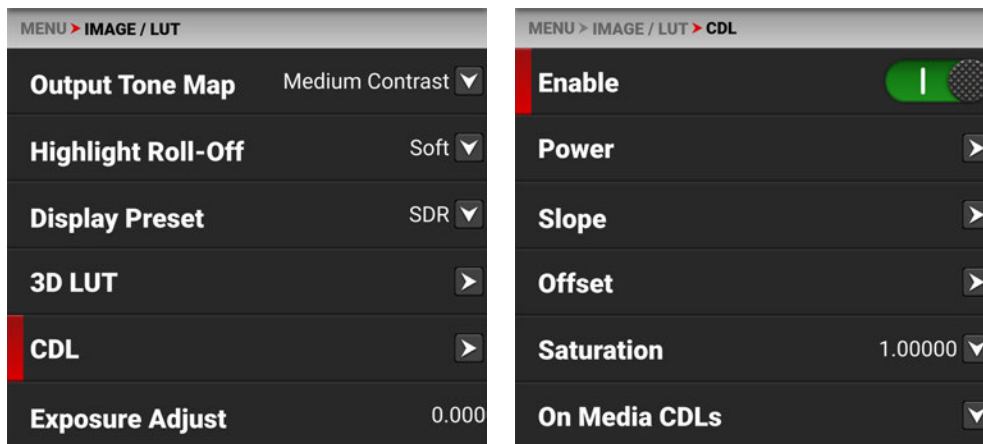 MENU > IMAGE / LUT
Output Tone Map Medium Contrast
Highlight Roll-Off Soft
Display Preset SDR
3D LUT
CDL
Exposure Adjust 0.000
MENU > IMAGE / LUT > CDL
Enable
Power
Slope
Offset
Saturation 1.00000
On Media CDLs